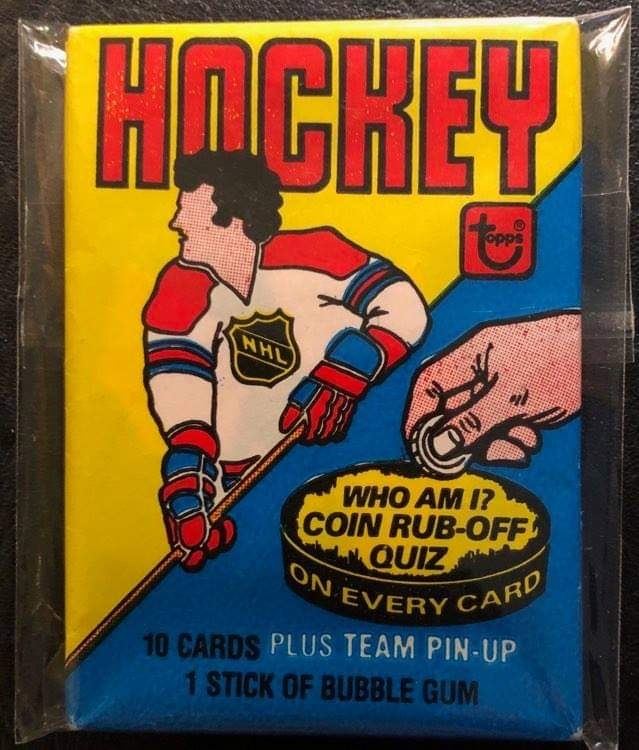 HOCKEY
topps®
NHL
WHO AM I?
COIN RUB-OFF
QUIZ
ON EVERY CARD
10 CARDS PLUS TEAM PIN-UP
1 STICK OF BUBBLE GUM